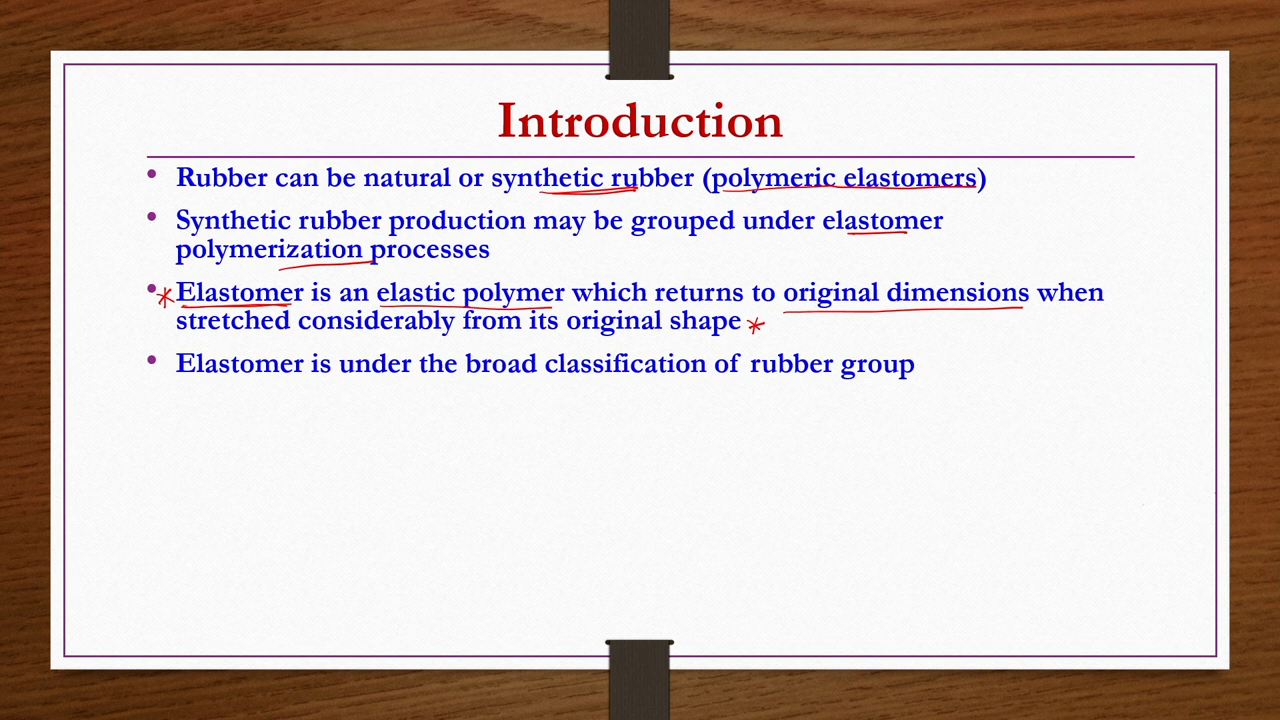 Introduction
• Rubber can be natural or synthetic rubber (polymeric elastomers)
• Synthetic rubber production may be grouped under elastomer
polymerization processes
• * Elastomer is an elastic polymer which returns to original dimensions when
stretched considerably from its original shape *
• Elastomer is under the broad classification of rubber group